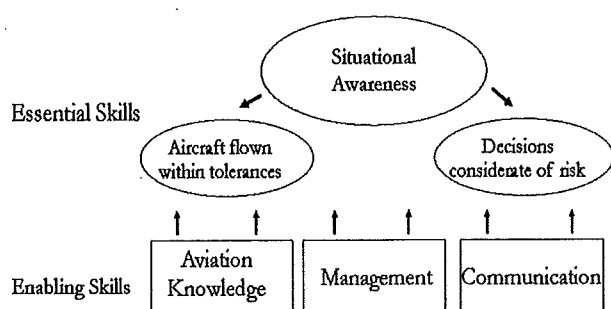 Situational
Awareness
Essential Skills
Aircraft flown
within tolerances
Decisions
considerate of risk
Enabling Skills
Aviation
Knowledge
Management
Communication